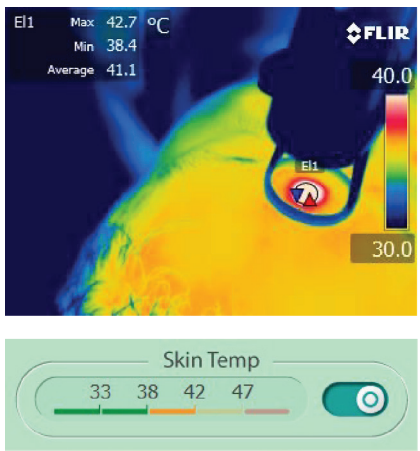 El1 Max 42.7 °C
Min 38.4
Average 41.1
FLIR
40.0
El1
30.0
Skin Temp
33 38 42 47